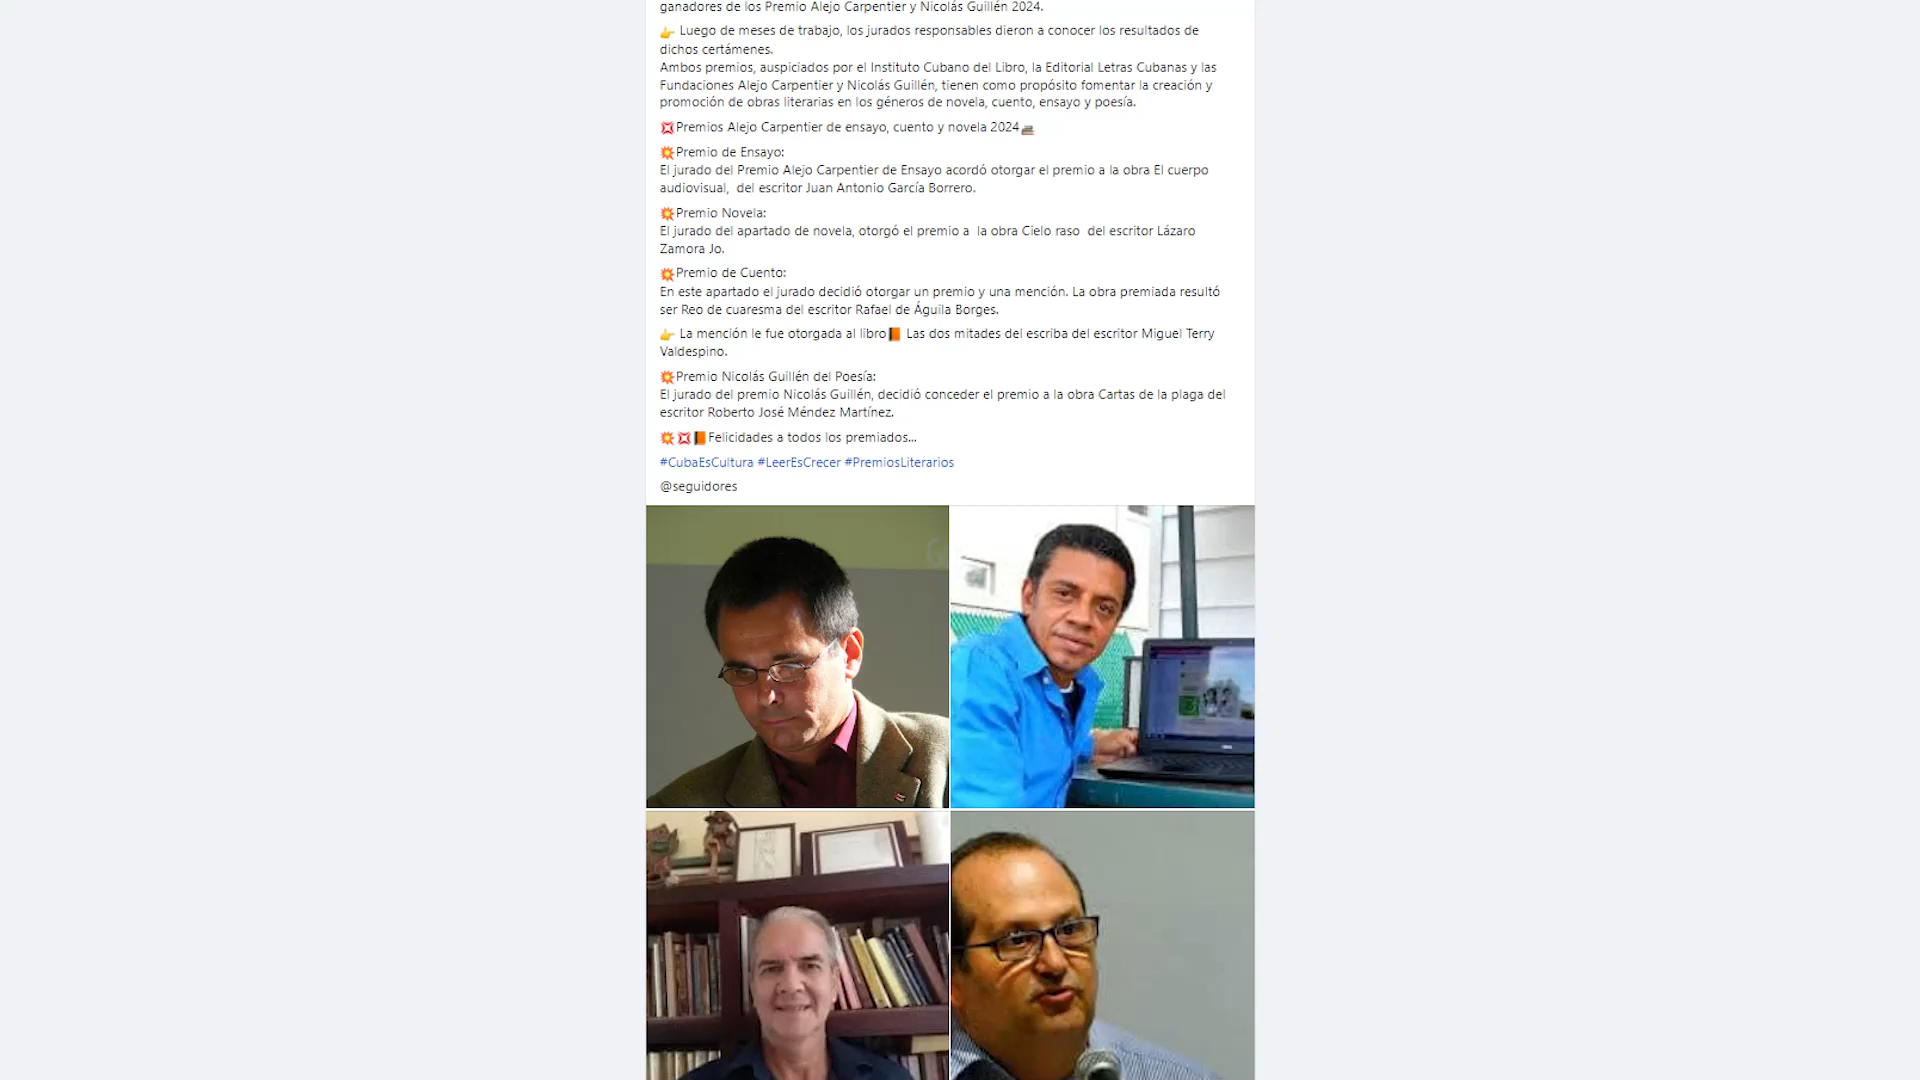 ganadores de los Premio Alejo Carpentier y Nicolás Guillén 2024.
👉 Luego de meses de trabajo, los jurados responsables dieron a conocer los resultados de
dichos certámenes.
Ambos premios, auspiciados por el Instituto Cubano del Libro, la Editorial Letras Cubanas y las
Fundaciones Alejo Carpentier y Nicolás Guillén, tienen como propósito fomentar la creación y
promoción de obras literarias en los géneros de novela, cuento, ensayo y poesía.
💢Premios Alejo Carpentier de ensayo, cuento y novela 2024📚
💥Premio de Ensayo:
El jurado del Premio Alejo Carpentier de Ensayo acordó otorgar el premio a la obra El cuerpo
audiovisual, del escritor Juan Antonio García Borrero.
💥Premio Novela:
El jurado del apartado de novela, otorgó el premio a la obra Cielo raso del escritor Lázaro
Zamora Jo.
💥Premio de Cuento:
En este apartado el jurado decidió otorgar un premio y una mención. La obra premiada resultó
ser Reo de cuaresma del escritor Rafael de Águila Borges.
👉 La mención le fue otorgada al libro📙 Las dos mitades del escriba del escritor Miguel Terry
Valdespino.
💥Premio Nicolás Guillén del Poesía:
El jurado del premio Nicolás Guillén, decidió conceder el premio a la obra Cartas de la plaga del
escritor Roberto José Méndez Martínez.
💥💢📙Felicidades a todos los premiados...
#CubaEsCultura #LeerEsCrecer #PremiosLiterarios
@seguidores